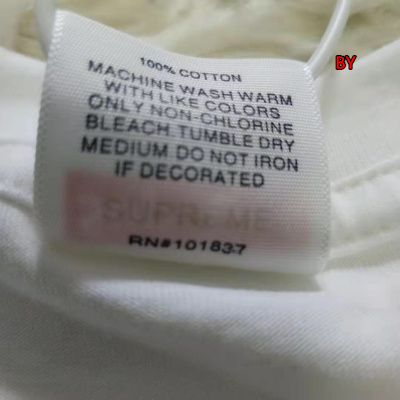 BY
100% COTTON
MACHINE WASH WARM
WITH LIKE COLORS
ONLY NON-CHLORINE
BLEACH.TUMBLE DRY
MEDIUM DO NOT IRON
IF DECORATED
SUPREME
RN#101837